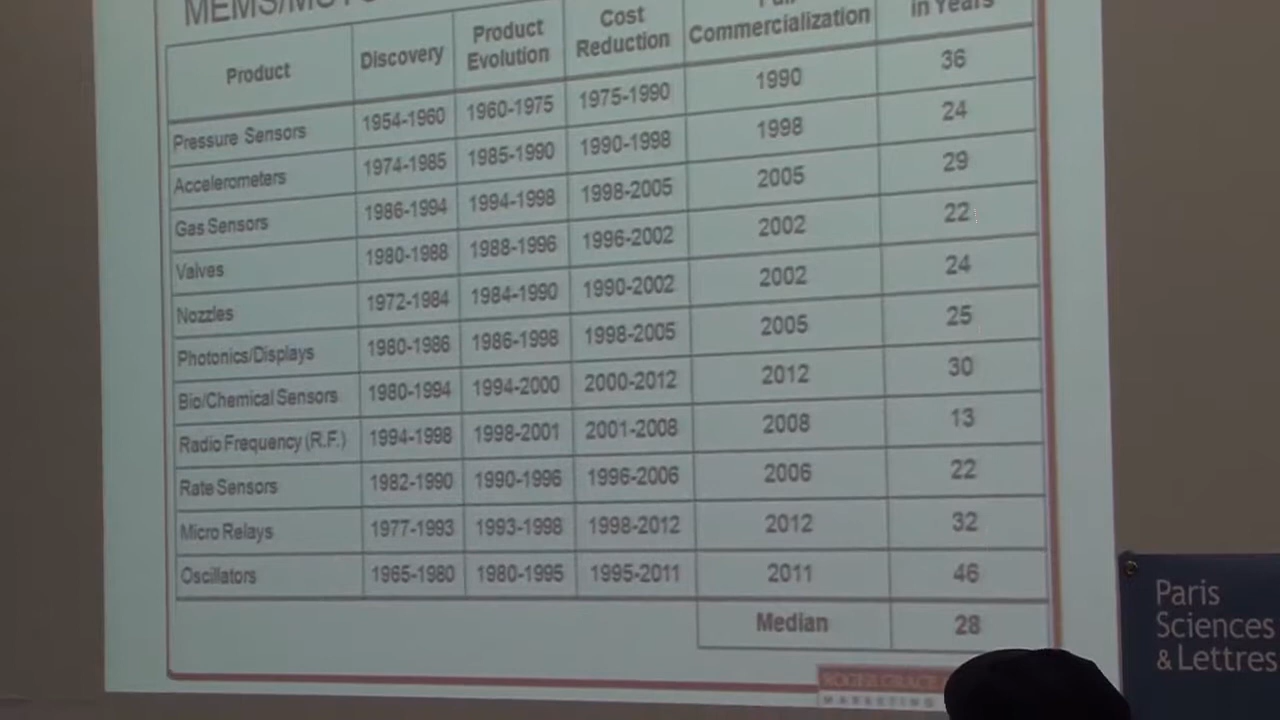 Product Discovery Product Evolution Cost Reduction Commercialization in Years
Pressure Sensors 1954-1960 1960-1975 1975-1990 1990 36
Accelerometers 1974-1985 1985-1990 1990-1998 1998 24
Gas Sensors 1986-1994 1994-1998 1998-2005 2005 29
Valves 1980-1988 1988-1996 1996-2002 2002 22
Nozzles 1972-1984 1984-1990 1990-2002 2002 24
Photonics/Displays 1980-1986 1986-1998 1998-2005 2005 25
Bio/Chemical Sensors 1980-1994 1994-2000 2000-2012 2012 30
Radio Frequency (R.F.) 1994-1998 1998-2001 2001-2008 2008 13
Rate Sensors 1982-1990 1990-1996 1996-2006 2006 22
Micro Relays 1977-1993 1993-1998 1998-2012 2012 32
Oscillators 1965-1980 1980-1995 1995-2011 2011 46
Median 28
MARKETING
Paris
Sciences
& Lettres